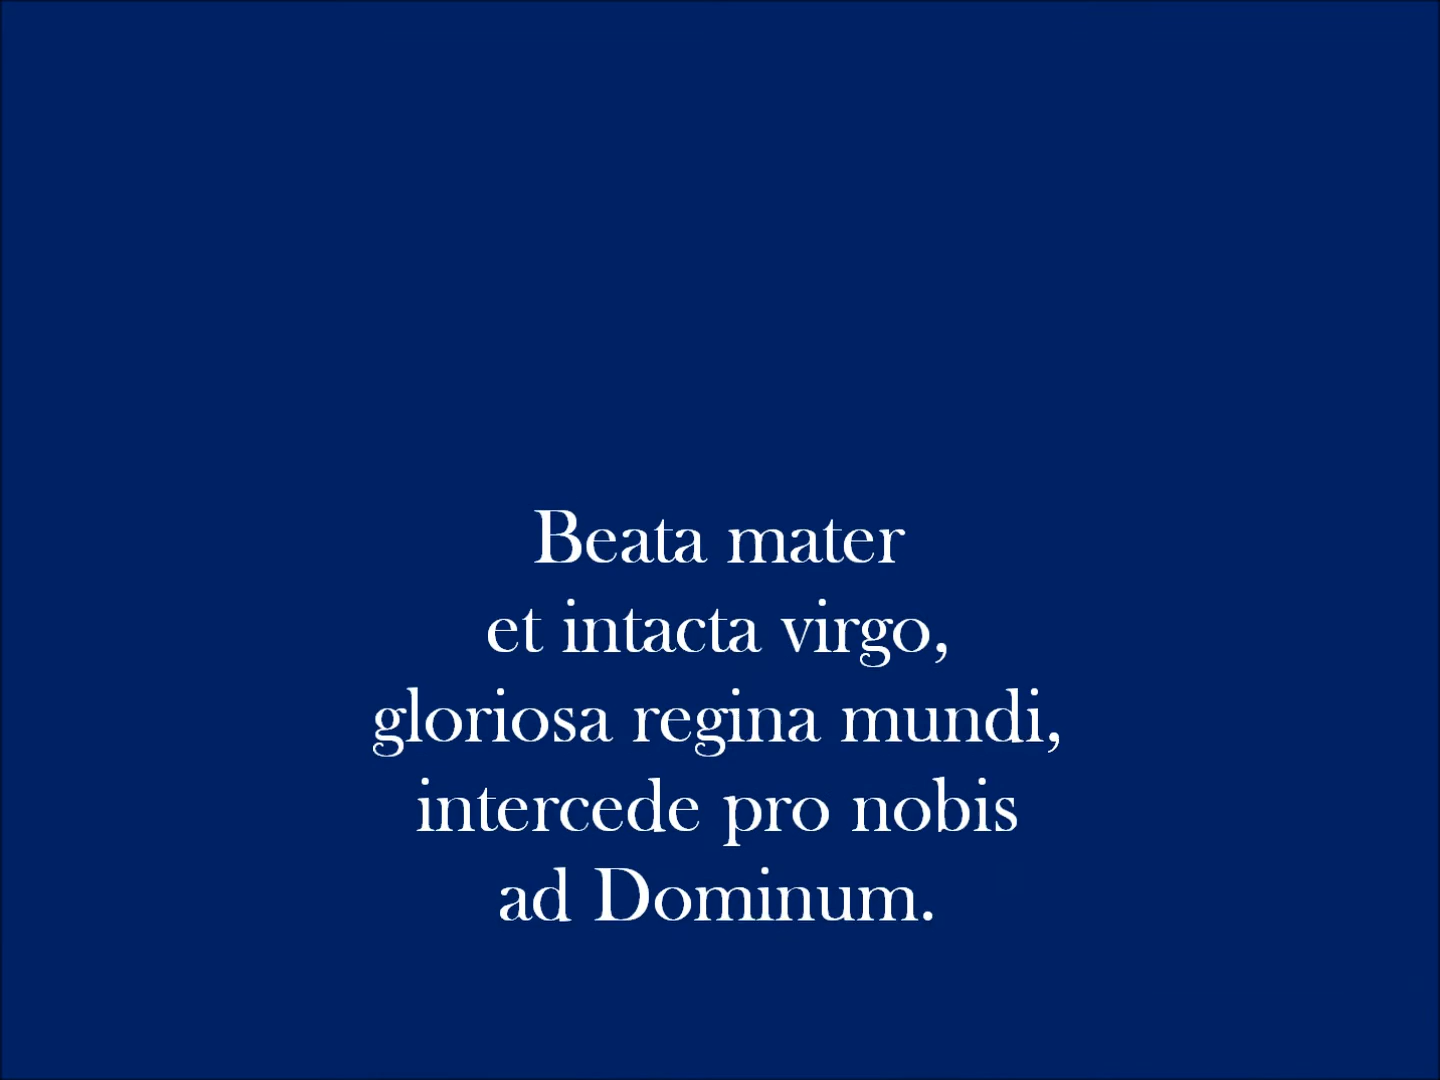 Beata mater
et intacta virgo,
gloriosa regina mundi,
intercede pro nobis
ad Dominum.